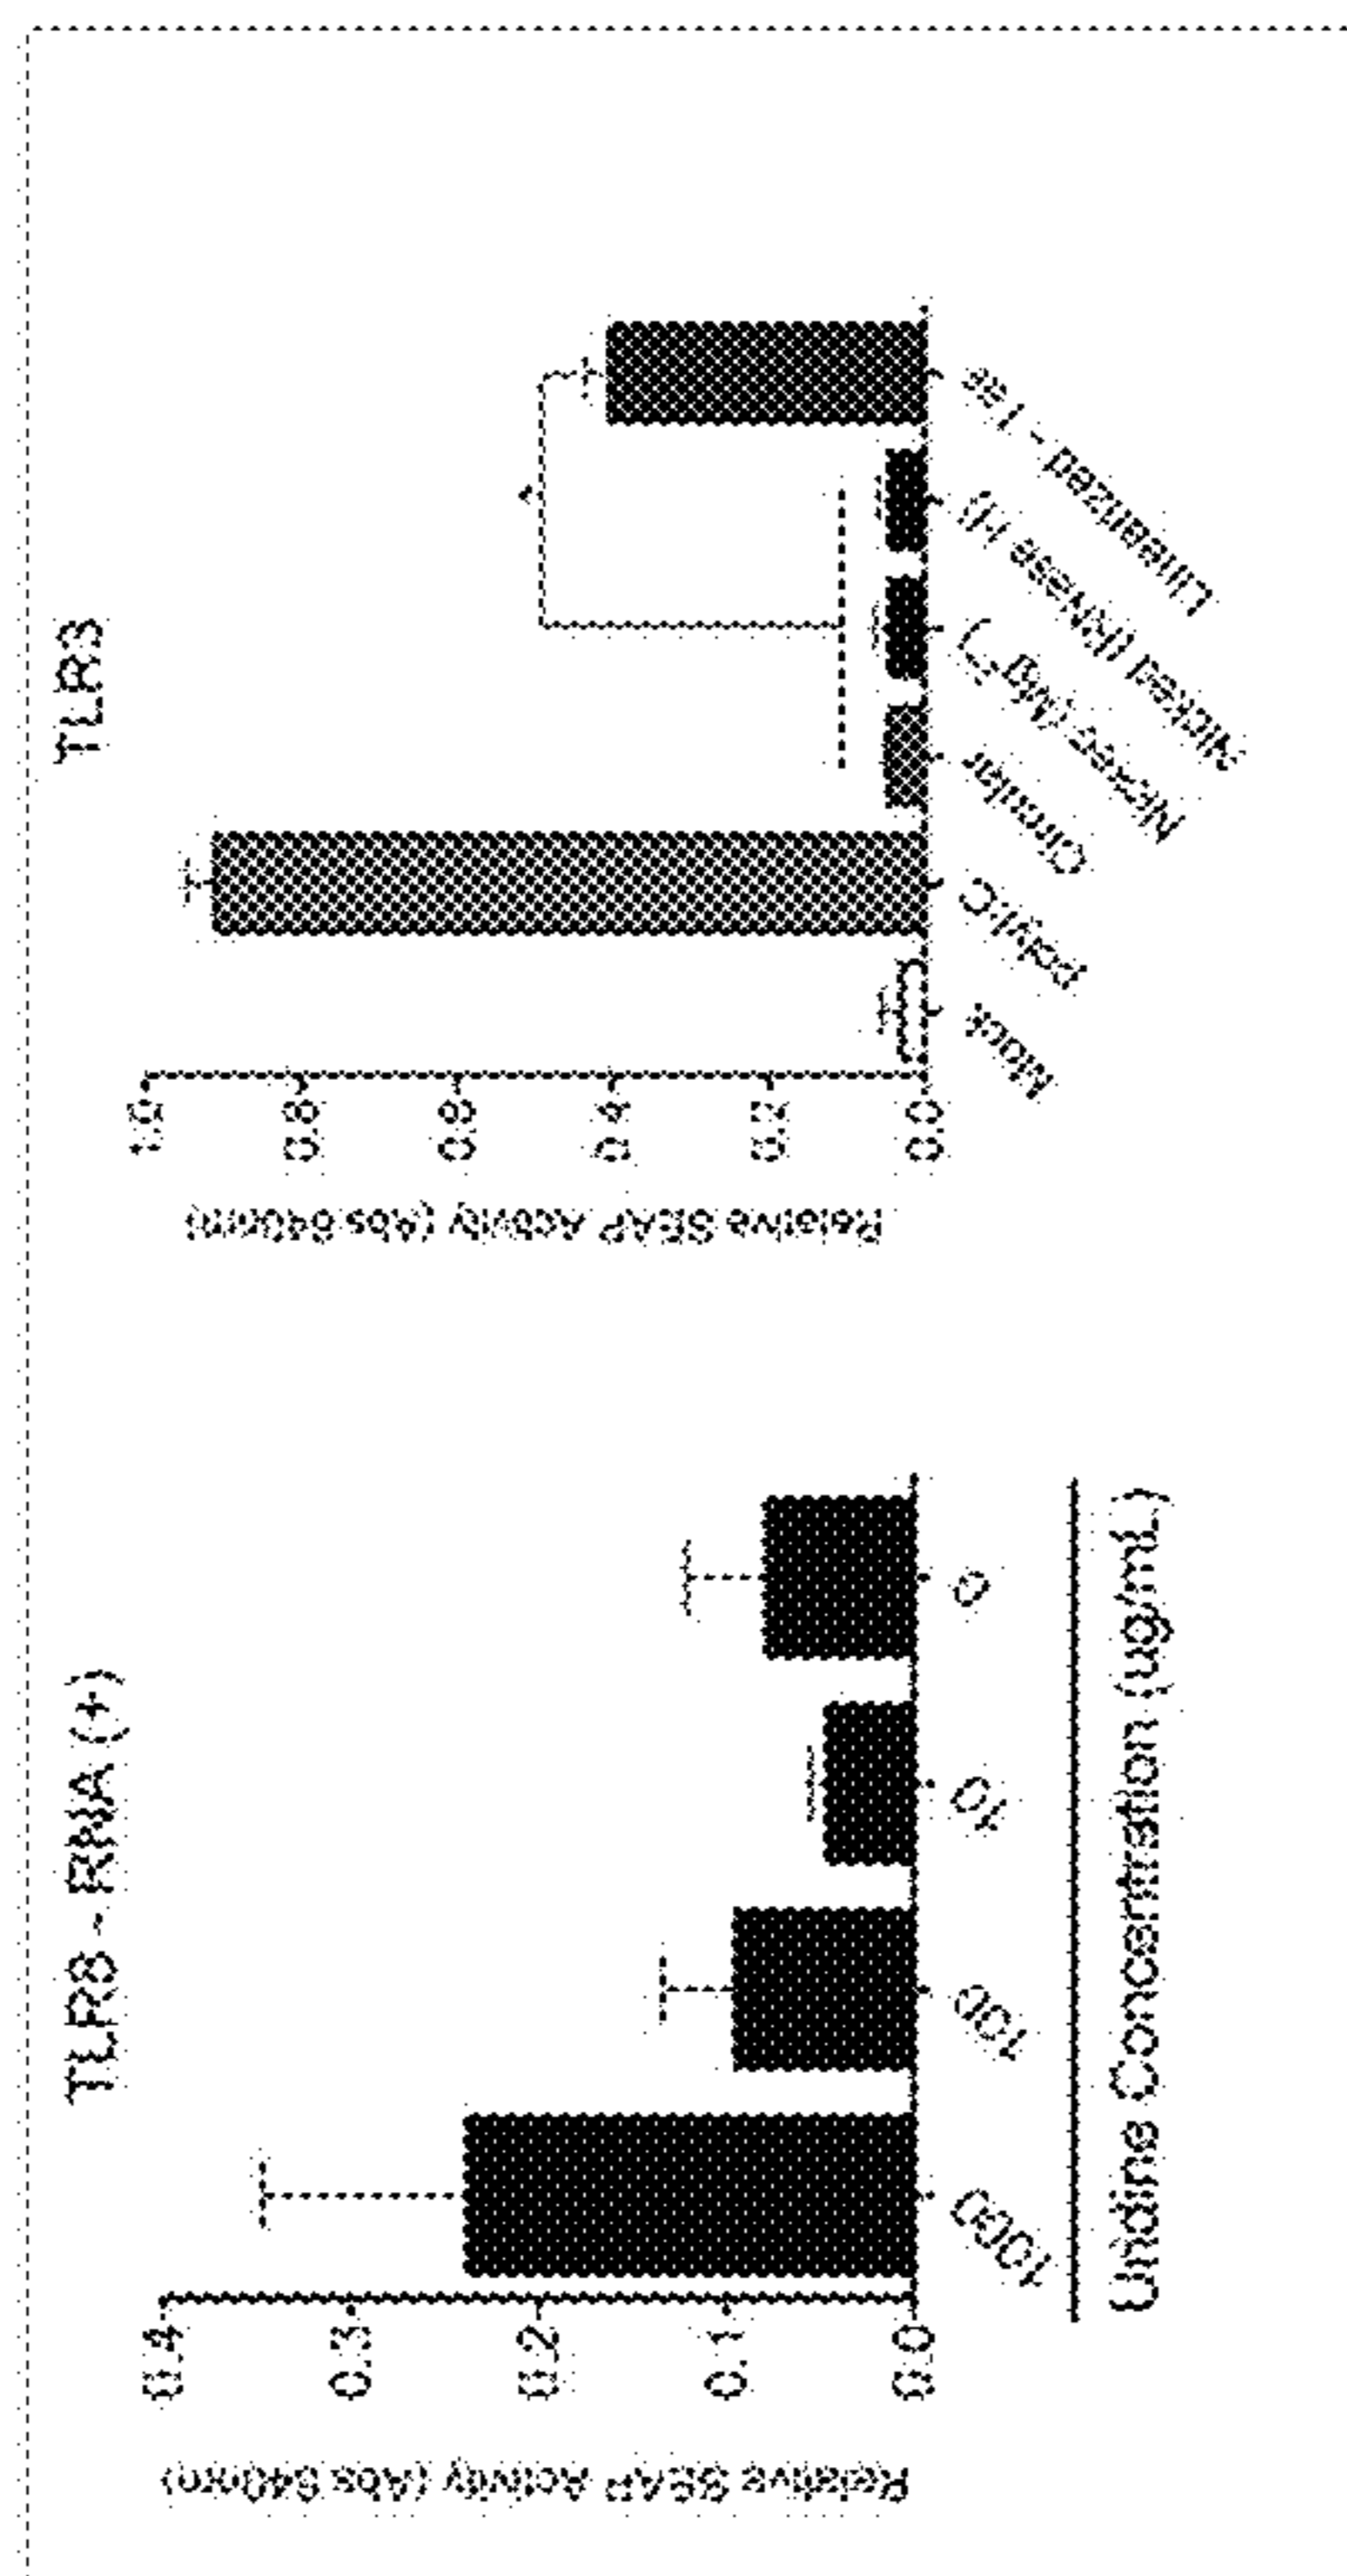 TLR8 - RNA (+)
Relative SEAP Activity (Abs 640nm)
0.4
0.3
0.2
0.1
0.0
1000
100
10
0
Uridine Concentration (ug/mL)
TLR3
Relative SEAP Activity (Abs 640nm)
1.0
0.8
0.6
0.4
0.2
0.0
*
Mock
polyI:C
Circular
Nicked (Mg²⁺)
Nicked (RNase H)
Linearized -